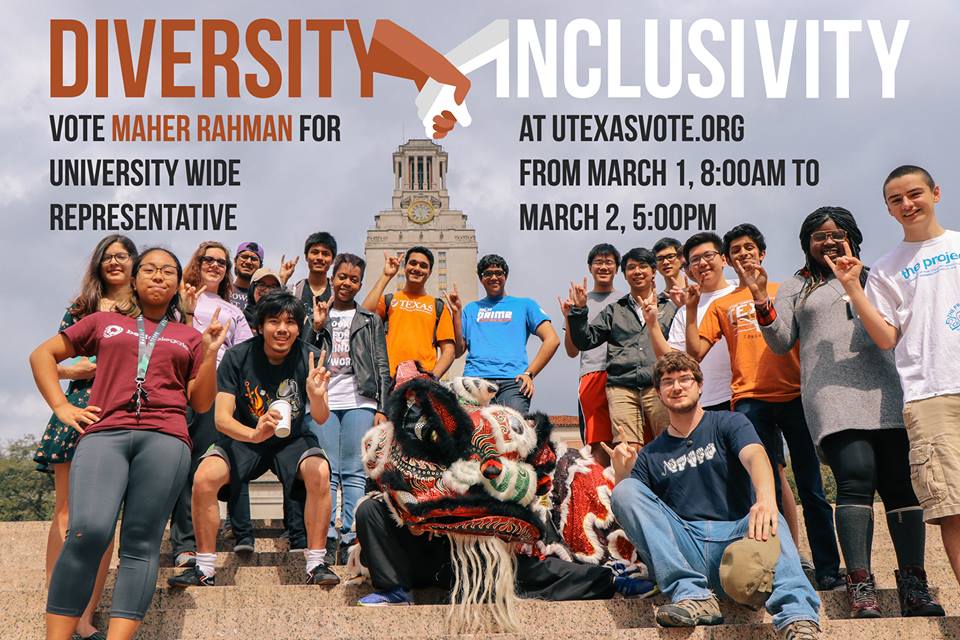 DIVERSITY INCLUSIVITY
VOTE MAHER RAHMAN FOR
UNIVERSITY WIDE
REPRESENTATIVE
AT UTEXASVOTE.ORG
FROM MARCH 1, 8:00AM TO
MARCH 2, 5:00PM
TEXAS
PRIME
the project